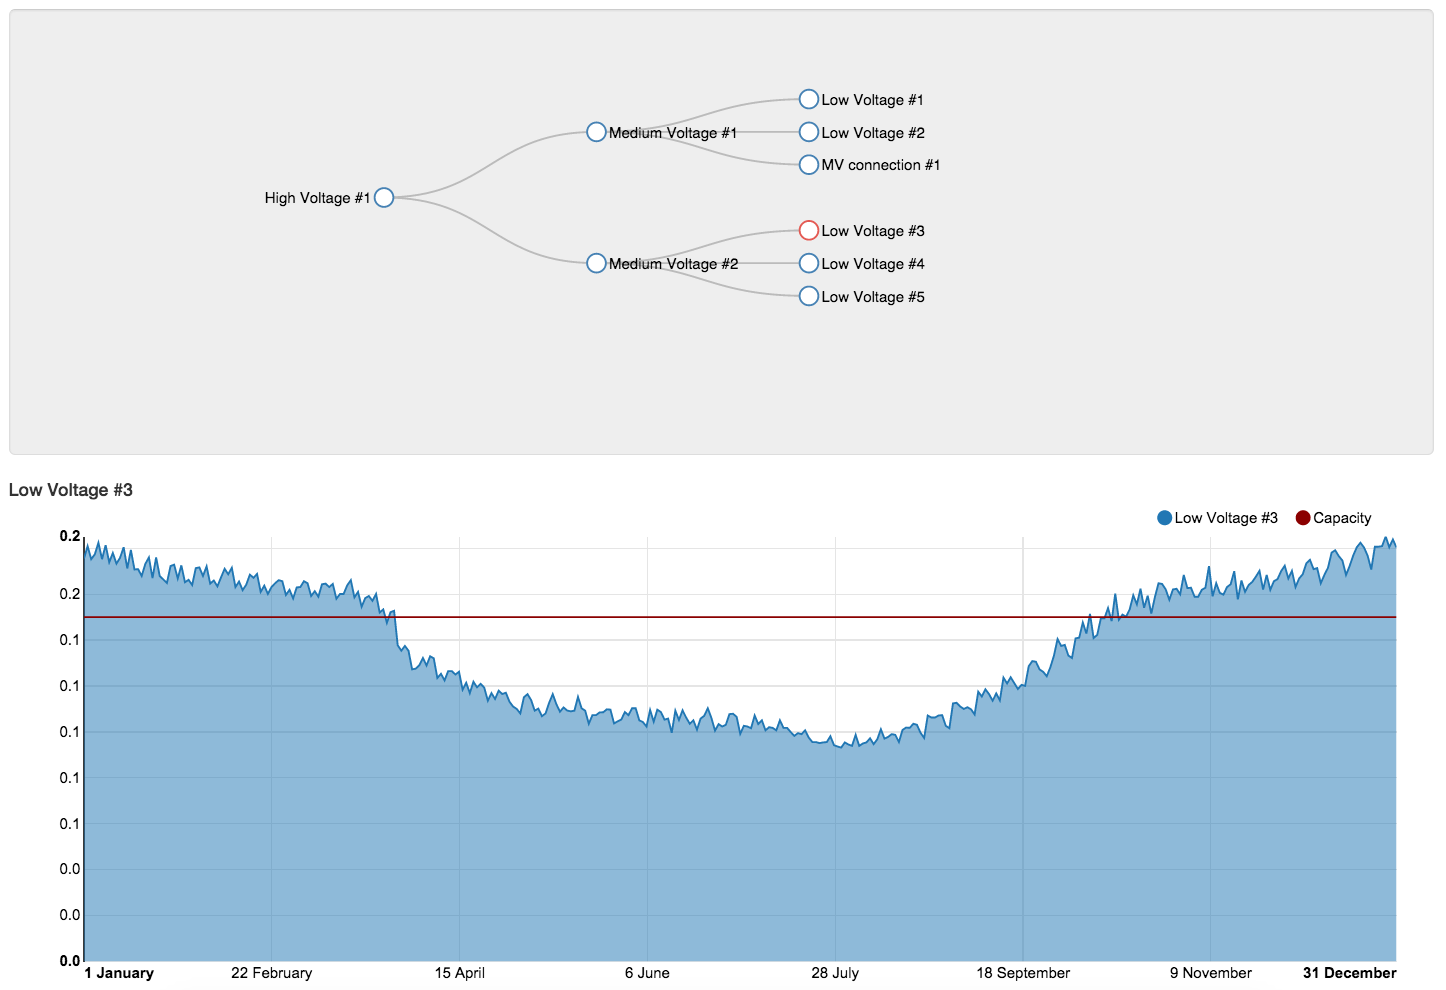 Low Voltage #1
Medium Voltage #1
Low Voltage #2
MV connection #1
High Voltage #1
Low Voltage #3
Medium Voltage #2
Low Voltage #4
Low Voltage #5
Low Voltage #3
Low Voltage #3 Capacity
0.2
0.2
0.1
0.1
0.1
0.1
0.1
0.0
0.0
0.0
1 January 22 February 15 April 6 June 28 July 18 September 9 November 31 December